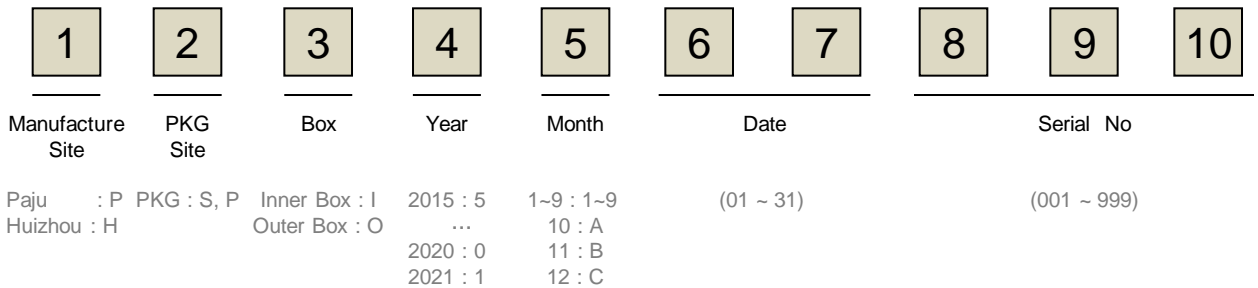 1 2 3 4 5 6 7 8 9 10
Manufacture Site PKG Site Box Year Month Date Serial No
Paju : P PKG : S, P Inner Box : I 2015 : 5 1~9 : 1~9 (01 ~ 31) (001 ~ 999)
Huizhou : H Outer Box : O ... 10 : A
2020 : 0 11 : B
2021 : 1 12 : C